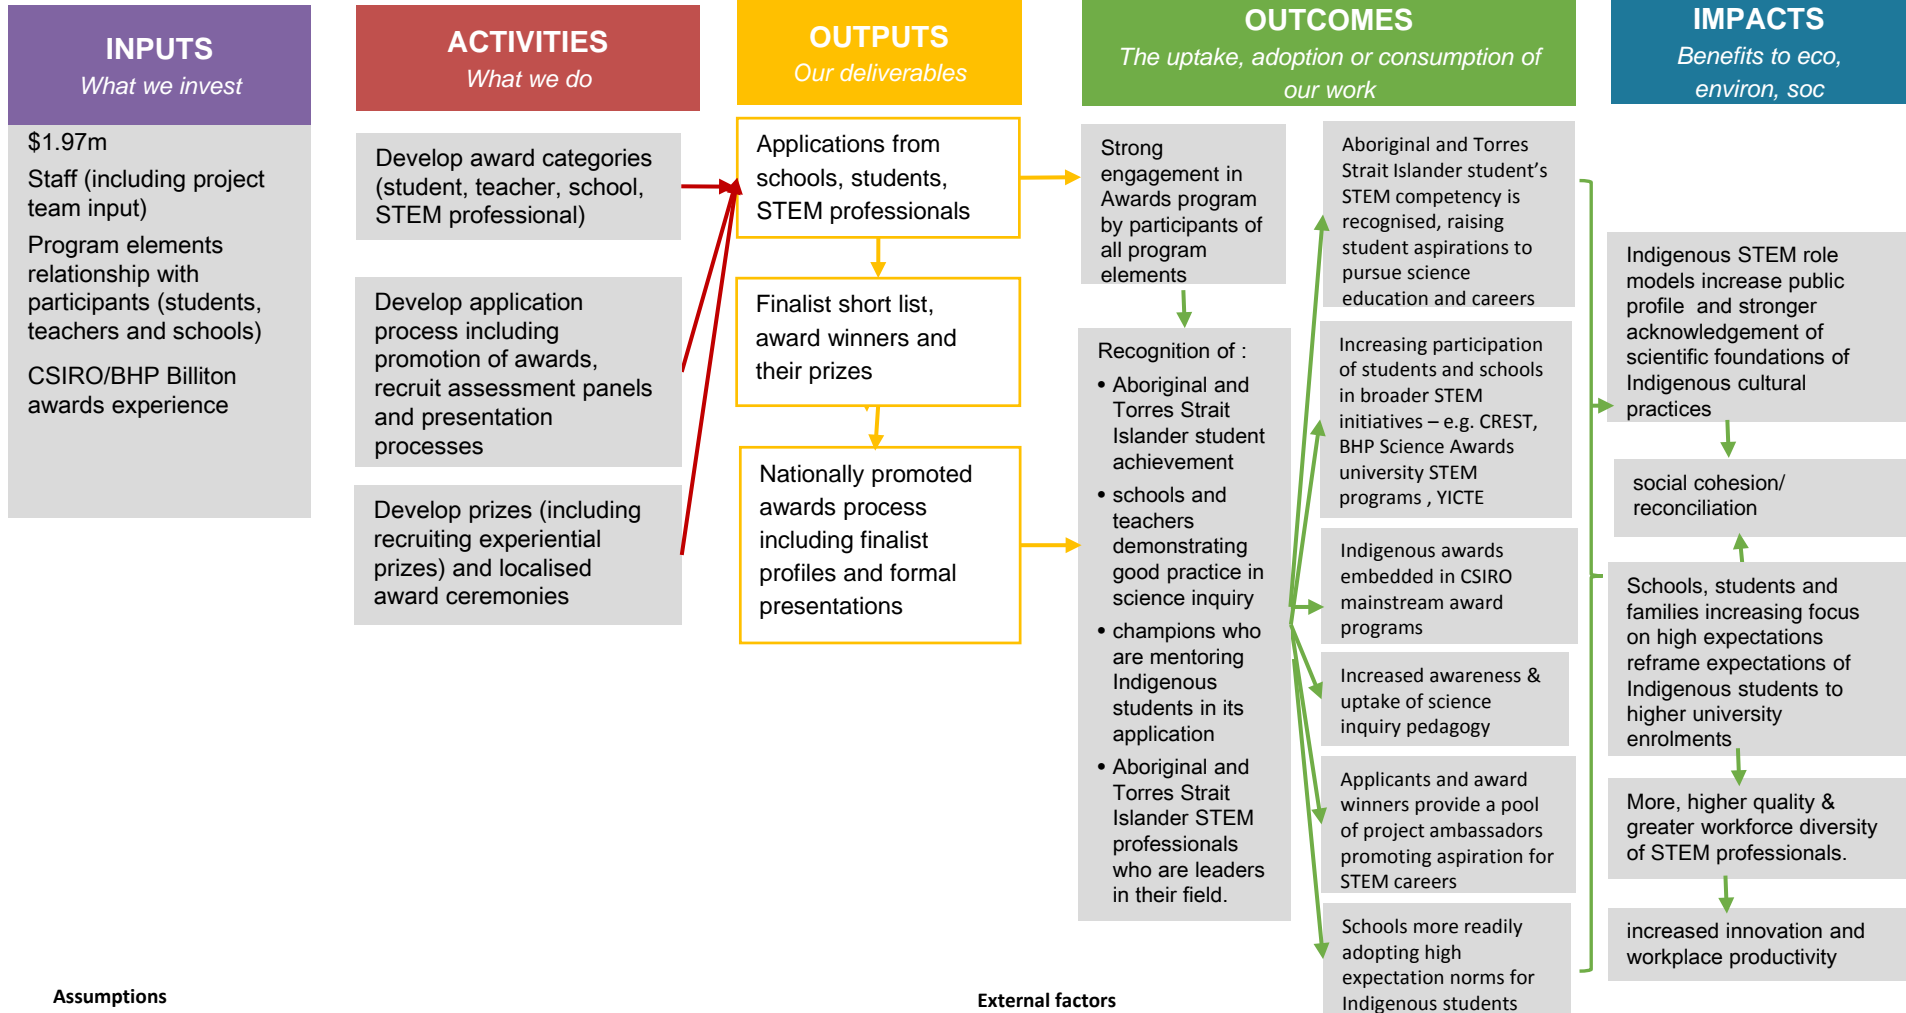 INPUTS
What we invest
$1.97m
Staff (including project
team input)
Program elements
relationship with
participants (students,
teachers and schools)
CSIRO/BHP Billiton
awards experience
ACTIVITIES
What we do
Develop award categories
(student, teacher, school,
STEM professional)
Develop application
process including
promotion of awards,
recruit assessment panels
and presentation
processes
Develop prizes (including
recruiting experiential
prizes) and localised
award ceremonies
OUTPUTS
Our deliverables
Applications from
schools, students,
STEM professionals
Finalist short list,
award winners and
their prizes
Nationally promoted
awards process
including finalist
profiles and formal
presentations
OUTCOMES
The uptake, adoption or consumption of
our work
Strong
engagement in
Awards program
by participants of
all program
elements
Recognition of :
• Aboriginal and
Torres Strait
Islander student
achievement
• schools and
teachers
demonstrating
good practice in
science inquiry
• champions who
are mentoring
Indigenous
students in its
application
• Aboriginal and
Torres Strait
Islander STEM
professionals
who are leaders
in their field.
Aboriginal and Torres
Strait Islander student’s
STEM competency is
recognised, raising
student aspirations to
pursue science
education and careers
Increasing participation
of students and schools
in broader STEM
initiatives – e.g. CREST,
BHP Science Awards
university STEM
programs , YICTE
Indigenous awards
embedded in CSIRO
mainstream award
programs
Increased awareness &
uptake of science
inquiry pedagogy
Applicants and award
winners provide a pool
of project ambassadors
promoting aspiration for
STEM careers
Schools more readily
adopting high
expectation norms for
Indigenous students
IMPACTS
Benefits to eco,
environ, soc
Indigenous STEM role
models increase public
profile and stronger
acknowledgement of
scientific foundations of
Indigenous cultural
practices
social cohesion/
reconciliation
Schools, students and
families increasing focus
on high expectations
reframe expectations of
Indigenous students to
higher university
enrolments
More, higher quality &
greater workforce diversity
of STEM professionals.
increased innovation and
workplace productivity
Assumptions
External factors